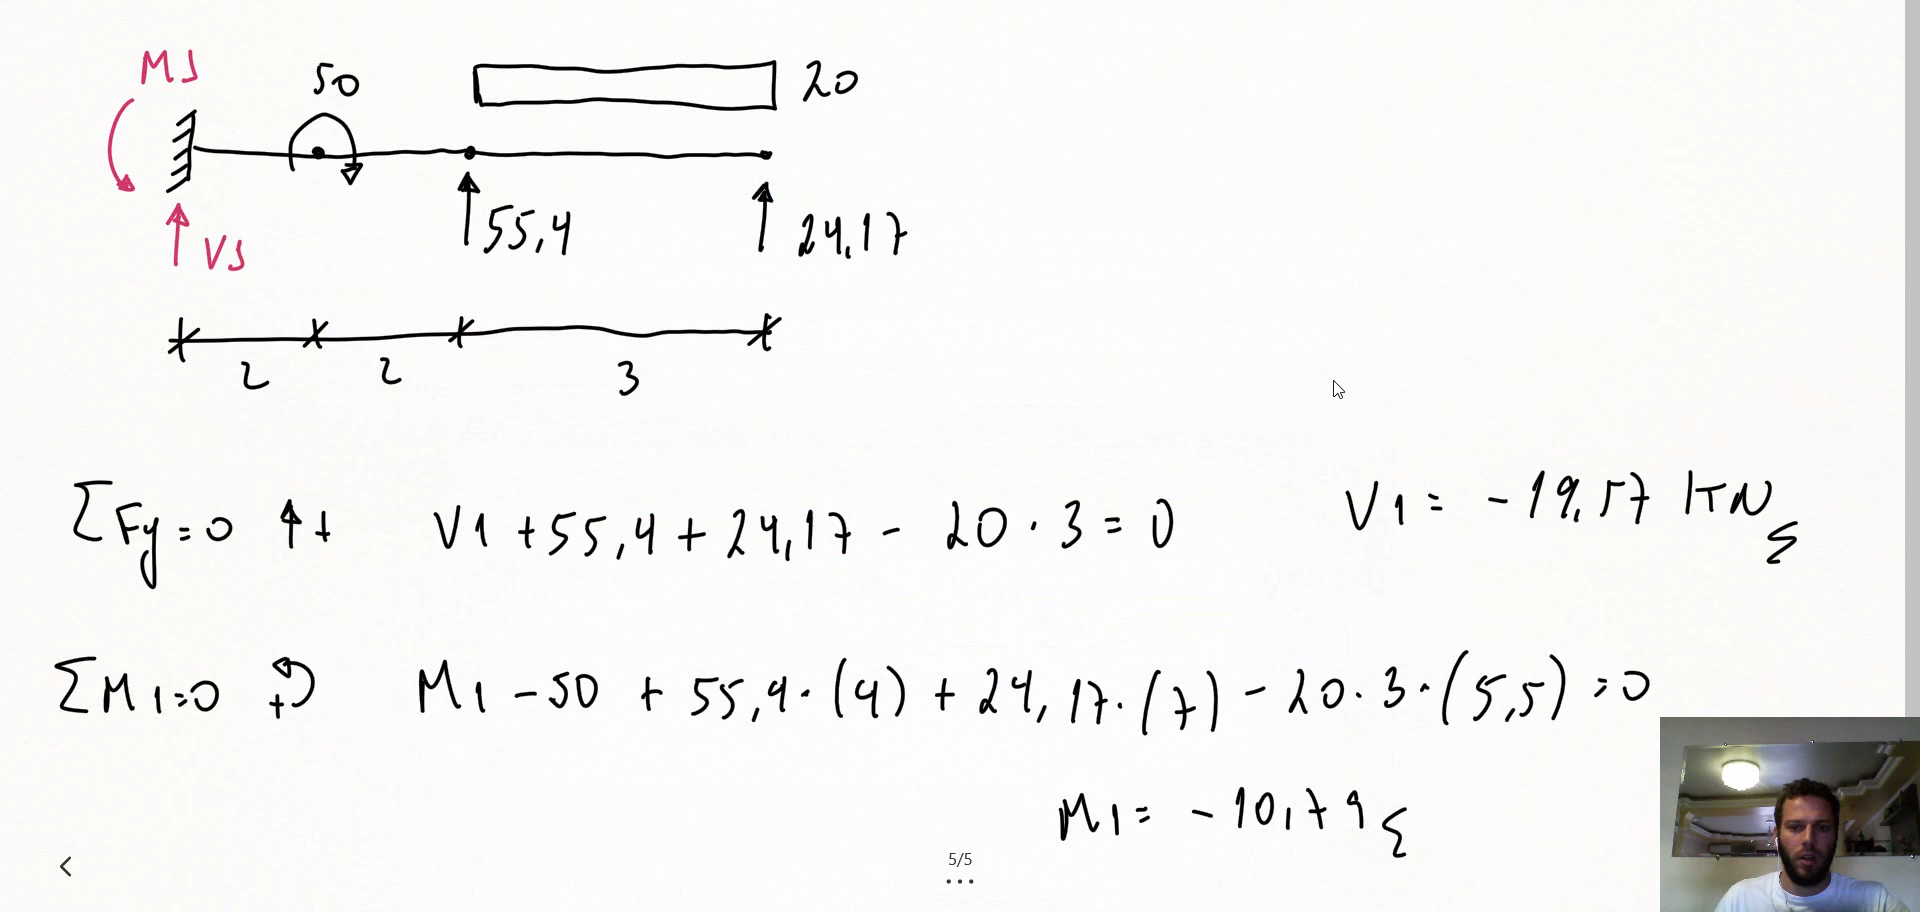 M1
50
20
V1
55,4
24,17
2 2 3
ΣFy=0 + V1 + 55,4 + 24,17 - 20 · 3 = 0 V1 = -19,57 KN
ΣM1=0 + M1 - 50 + 55,4 · (4) + 24,17 · (7) - 20 · 3 · (5,5) = 0
M1 = -10,79
5/5